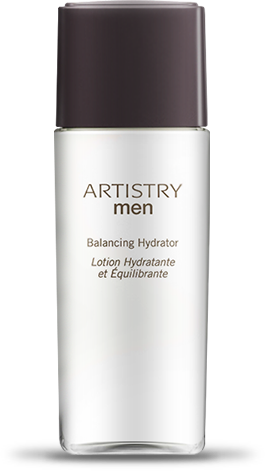 ARTISTRY
men
Balancing Hydrator
Lotion Hydratante
et Équilibrante